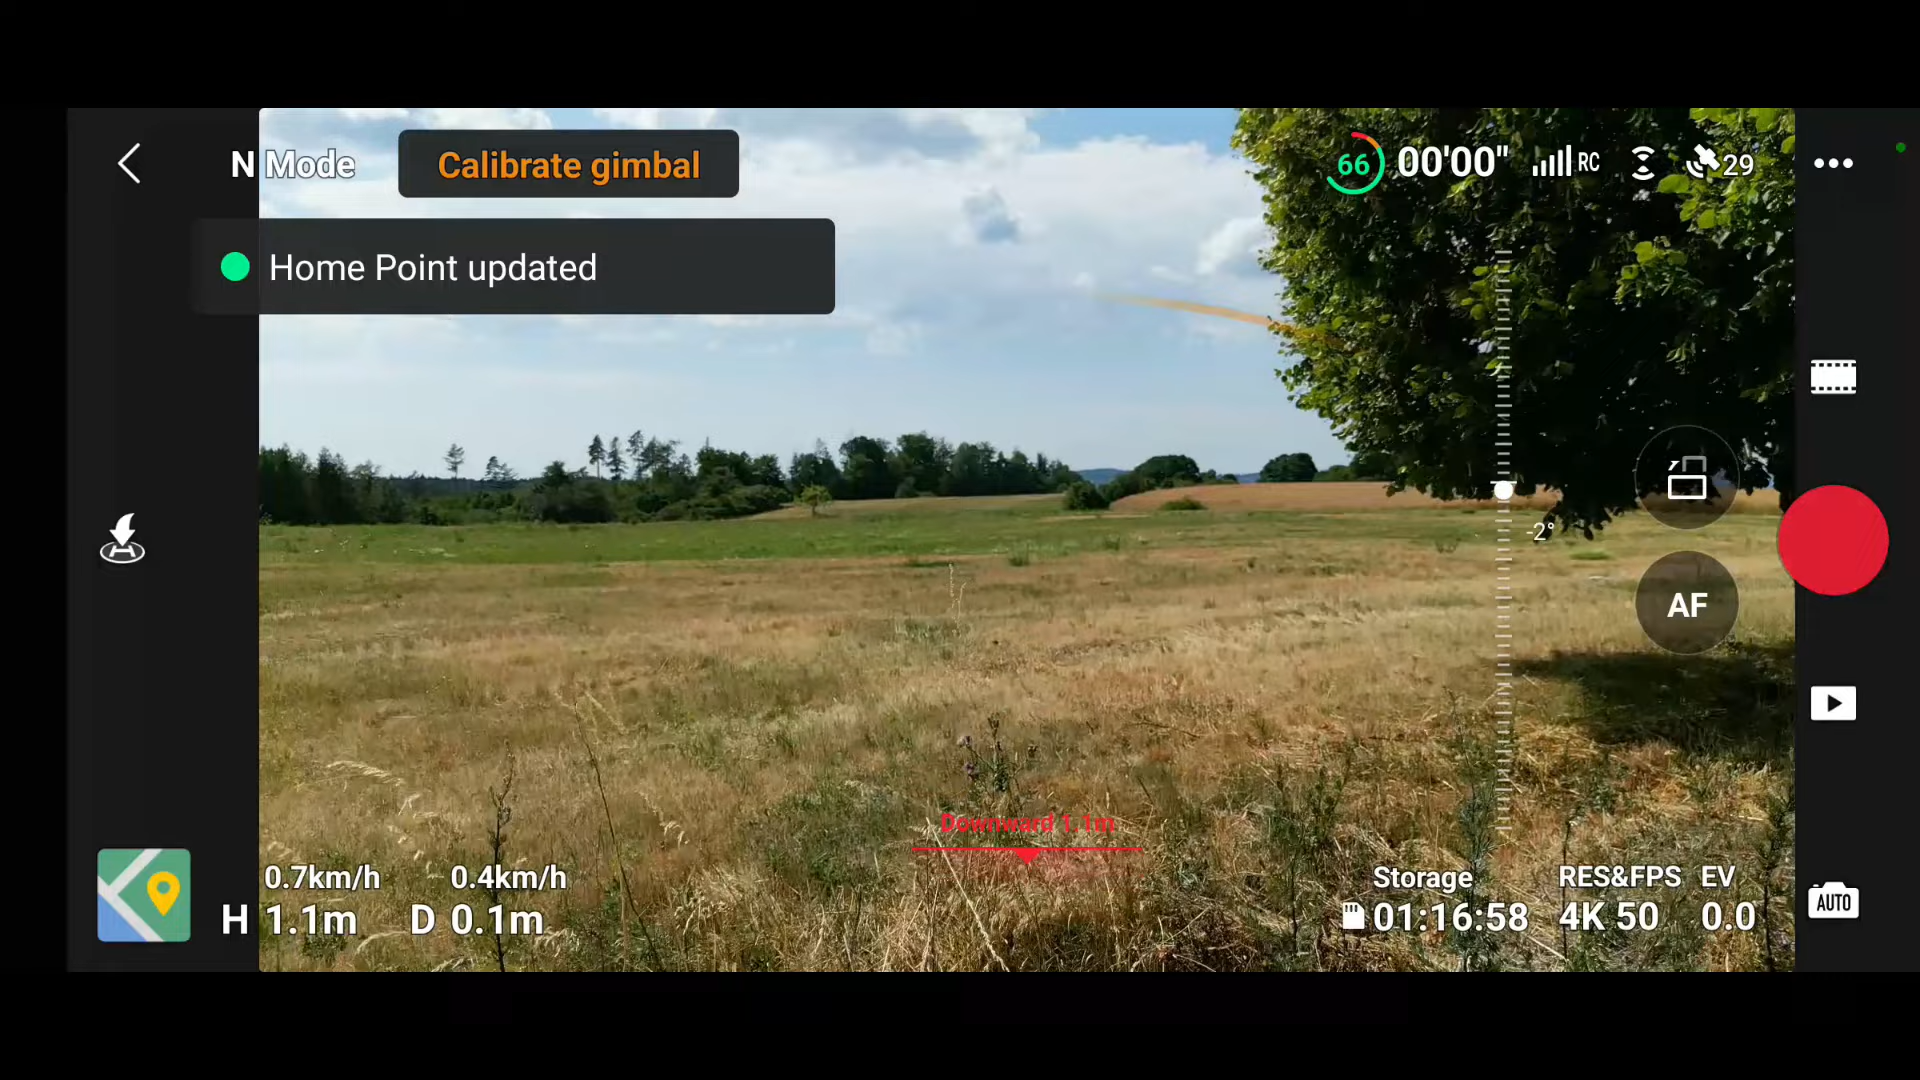 N Mode
Calibrate gimbal
66
00'00"
RC
29
Home Point updated
-2°
AF
Downward 1.1m
0.7km/h
0.4km/h
H 1.1m
D 0.1m
Storage
01:16:58
RES&FPS
4K 50
EV
0.0
AUTO